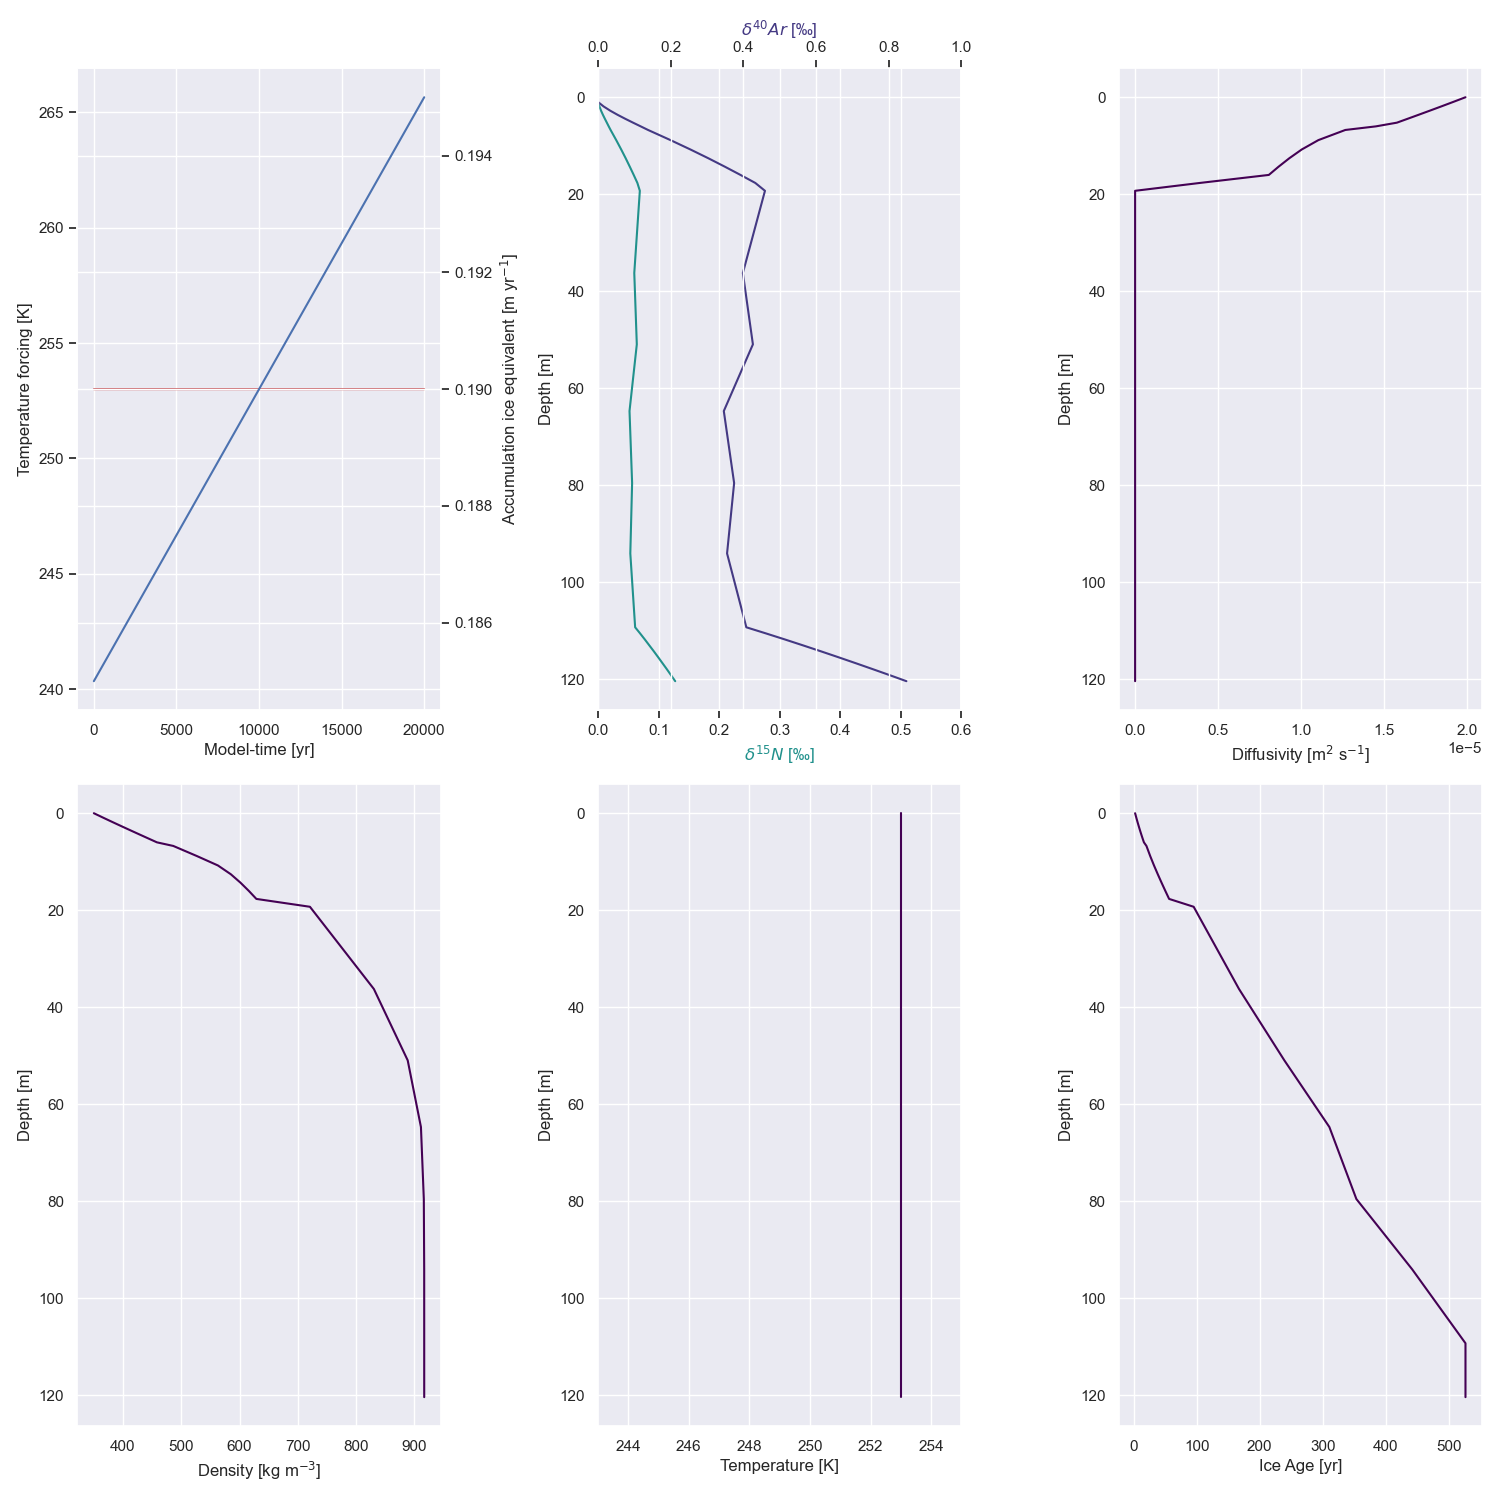 δ⁴⁰Ar [‰]
0.0 0.2 0.4 0.6 0.8 1.0
265
260
255
250
245
240
Temperature forcing [K]
0 5000 10000 15000 20000
Model-time [yr]
0.194
0.192
0.190
0.188
0.186
Accumulation ice equivalent [m yr⁻¹]
0
20
40
60
80
100
120
Depth [m]
0.0 0.1 0.2 0.3 0.4 0.5 0.6
δ¹⁵N [‰]
0
20
40
60
80
100
120
Depth [m]
0.0 0.5 1.0 1.5 2.0
1e−5
Diffusivity [m² s⁻¹]
0
20
40
60
80
100
120
Depth [m]
400 500 600 700 800 900
Density [kg m⁻³]
0
20
40
60
80
100
120
Depth [m]
244 246 248 250 252 254
Temperature [K]
0
20
40
60
80
100
120
Depth [m]
0 100 200 300 400 500
Ice Age [yr]